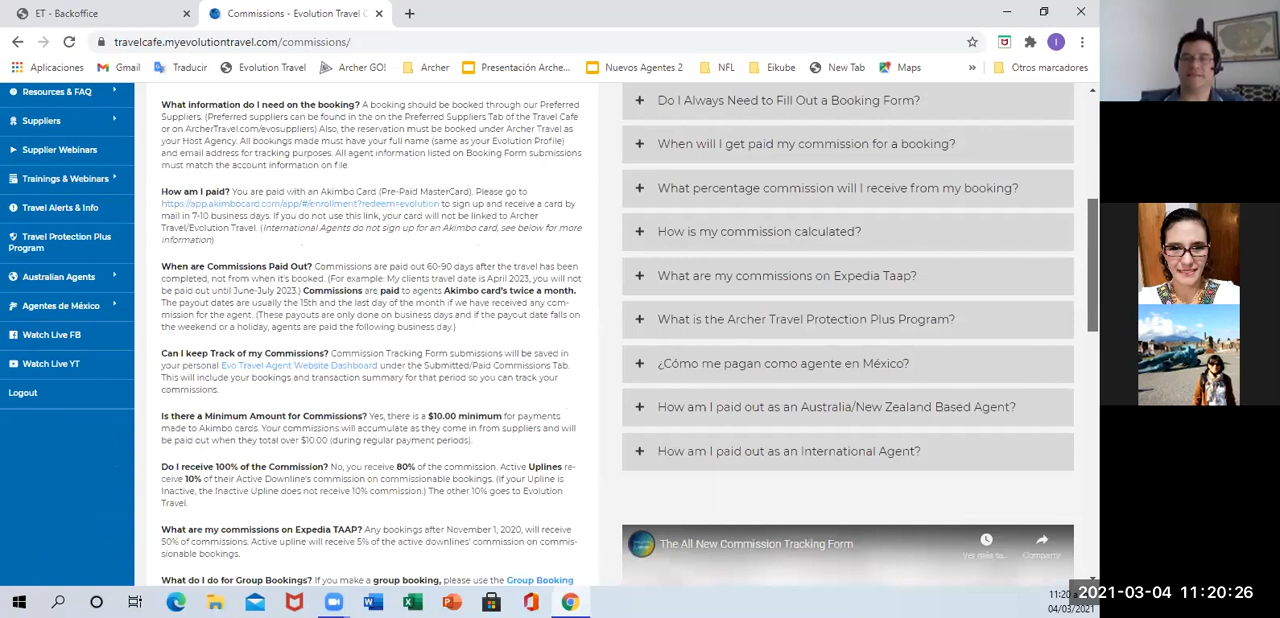 ET - Backoffice
Commissions - Evolution Travel C
travelcafe.myevolutiontravel.com/commissions/
Aplicaciones
Gmail
Traducir
Evolution Travel
Archer GO!
Archer
Presentación Arche...
Nuevos Agentes 2
NFL
Eikube
New Tab
Maps
»
Otros marcadores
Resources & FAQ
Suppliers
Supplier Webinars
Trainings & Webinars
Travel Alerts & Info
Travel Protection Plus
Program
Australian Agents
Agentes de México
Watch Live FB
Watch Live YT
Logout
What information do I need on the booking? A booking should be booked through our Preferred
Suppliers. (Preferred suppliers can be found in the on the Preferred Suppliers Tab of the Travel Cafe
or on ArcherTravel.com/evosuppliers) Also, the reservation must be booked under Archer Travel as
your Host Agency. All bookings made must have your full name (same as your Evolution Profile)
and email address for tracking purposes. All agent information listed on Booking Form submissions
must match the account information on file.
How am I paid? You are paid with an Akimbo Card (Pre-Paid MasterCard). Please go to
https://app.akimbocard.com/app/#/enrollment?redeem=evolution to sign up and receive a card by
mail in 7-10 business days. If you do not use this link, your card will not be linked to Archer
Travel/Evolution Travel. (International Agents do not sign up for an Akimbo card, see below for more
information)
When are Commissions Paid Out? Commissions are paid out 60-90 days after the travel has been
completed, not from when it's booked. (For example: My clients travel date is April 2023, you will not
be paid out until June-July 2023.) Commissions are paid to agents Akimbo card's twice a month.
The payout dates are usually the 15th and the last day of the month if we have received any com-
mission for the agent. (These payouts are only done on business days and if the payout date falls on
the weekend or a holiday, agents are paid the following business day.)
Can I keep Track of my Commissions? Commission Tracking Form submissions will be saved in
your personal Evo Travel Agent Website Dashboard under the Submitted/Paid Commissions Tab.
This will include your bookings and transaction summary for that period so you can track your
commissions.
Is there a Minimum Amount for Commissions? Yes, there is a $10.00 minimum for payments
made to Akimbo cards. Your commissions will accumulate as they come in from suppliers and will
be paid out when they total over $10.00 (during regular payment periods).
Do I receive 100% of the Commission? No, you receive 80% of the commission. Active Uplines re-
ceive 10% of their Active Downline's commission on commissionable bookings. (If your Upline is
Inactive, the Inactive Upline does not receive 10% commission.) The other 10% goes to Evolution
Travel.
What are my commissions on Expedia TAAP? Any bookings after November 1, 2020, will receive
50% of commissions. Active upline will receive 5% of the active downlines' commission on commis-
sionable bookings.
What do I do for Group Bookings? If you make a group booking, please use the Group Booking
+ Do I Always Need to Fill Out a Booking Form?
+ When will I get paid my commission for a booking?
+ What percentage commission will I receive from my booking?
+ How is my commission calculated?
+ What are my commissions on Expedia Taap?
+ What is the Archer Travel Protection Plus Program?
+ ¿Cómo me pagan como agente en México?
+ How am I paid out as an Australia/New Zealand Based Agent?
+ How am I paid out as an International Agent?
The All New Commission Tracking Form
Ver más ta...
Compartir
11:20 a
04/03/2021
2021-03-04 11:20:26